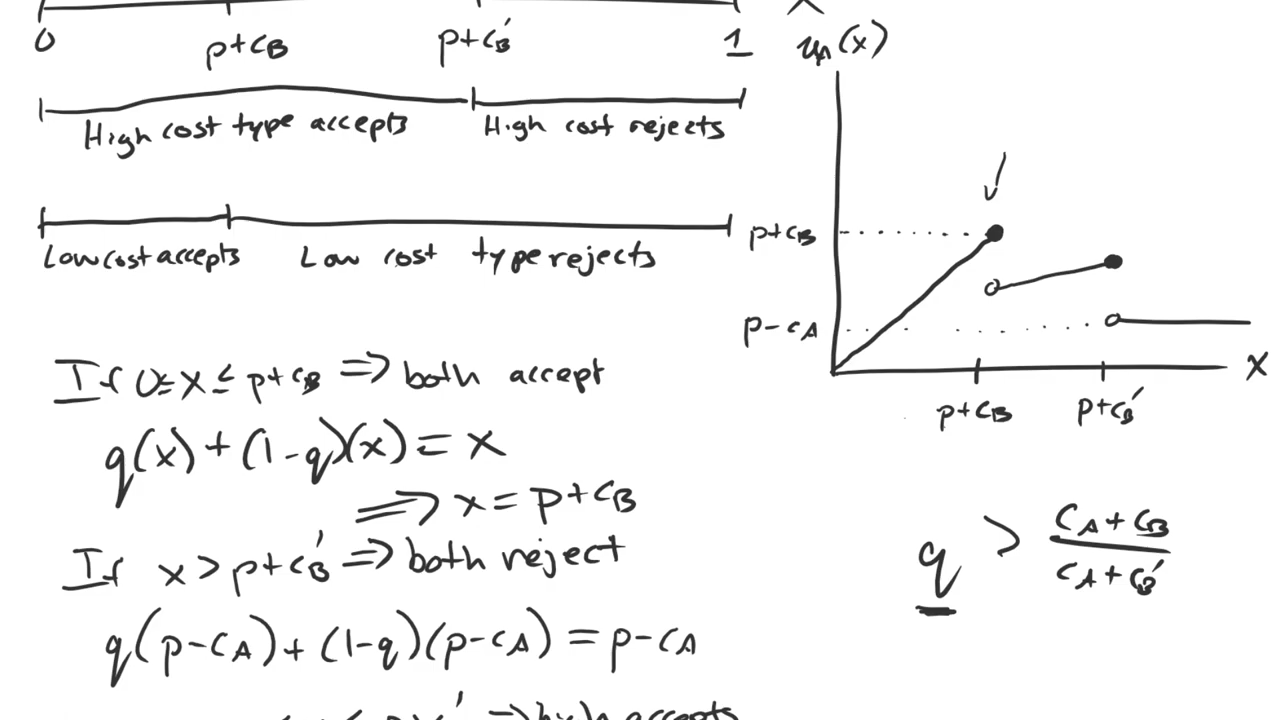 0 p+cB p+cB′ 1
High cost type accepts High cost rejects
Low cost accepts Low cost type rejects
If 0≤x≤p+cB ⟹ both accept
q(x)+(1-q)(x)=x
⟹ x=p+cB
If x>p+cB′ ⟹ both reject
q(p-cA)+(1-q)(p-cA)=p-cA
uA(x)
p+cB
p-cA
x
p+cB p+cB′
q > (cA+cB)/(cA+cB′)